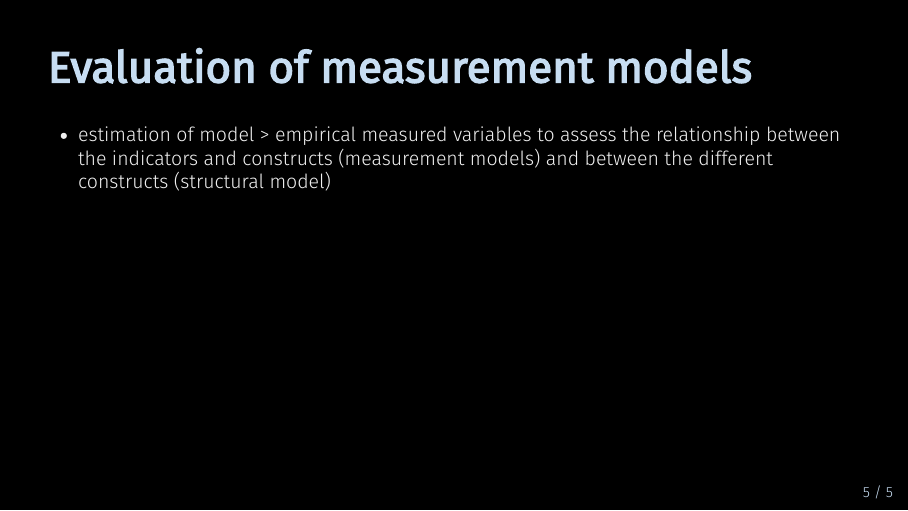 Evaluation of measurement models
• estimation of model > empirical measured variables to assess the relationship between
the indicators and constructs (measurement models) and between the different
constructs (structural model)
5 / 5